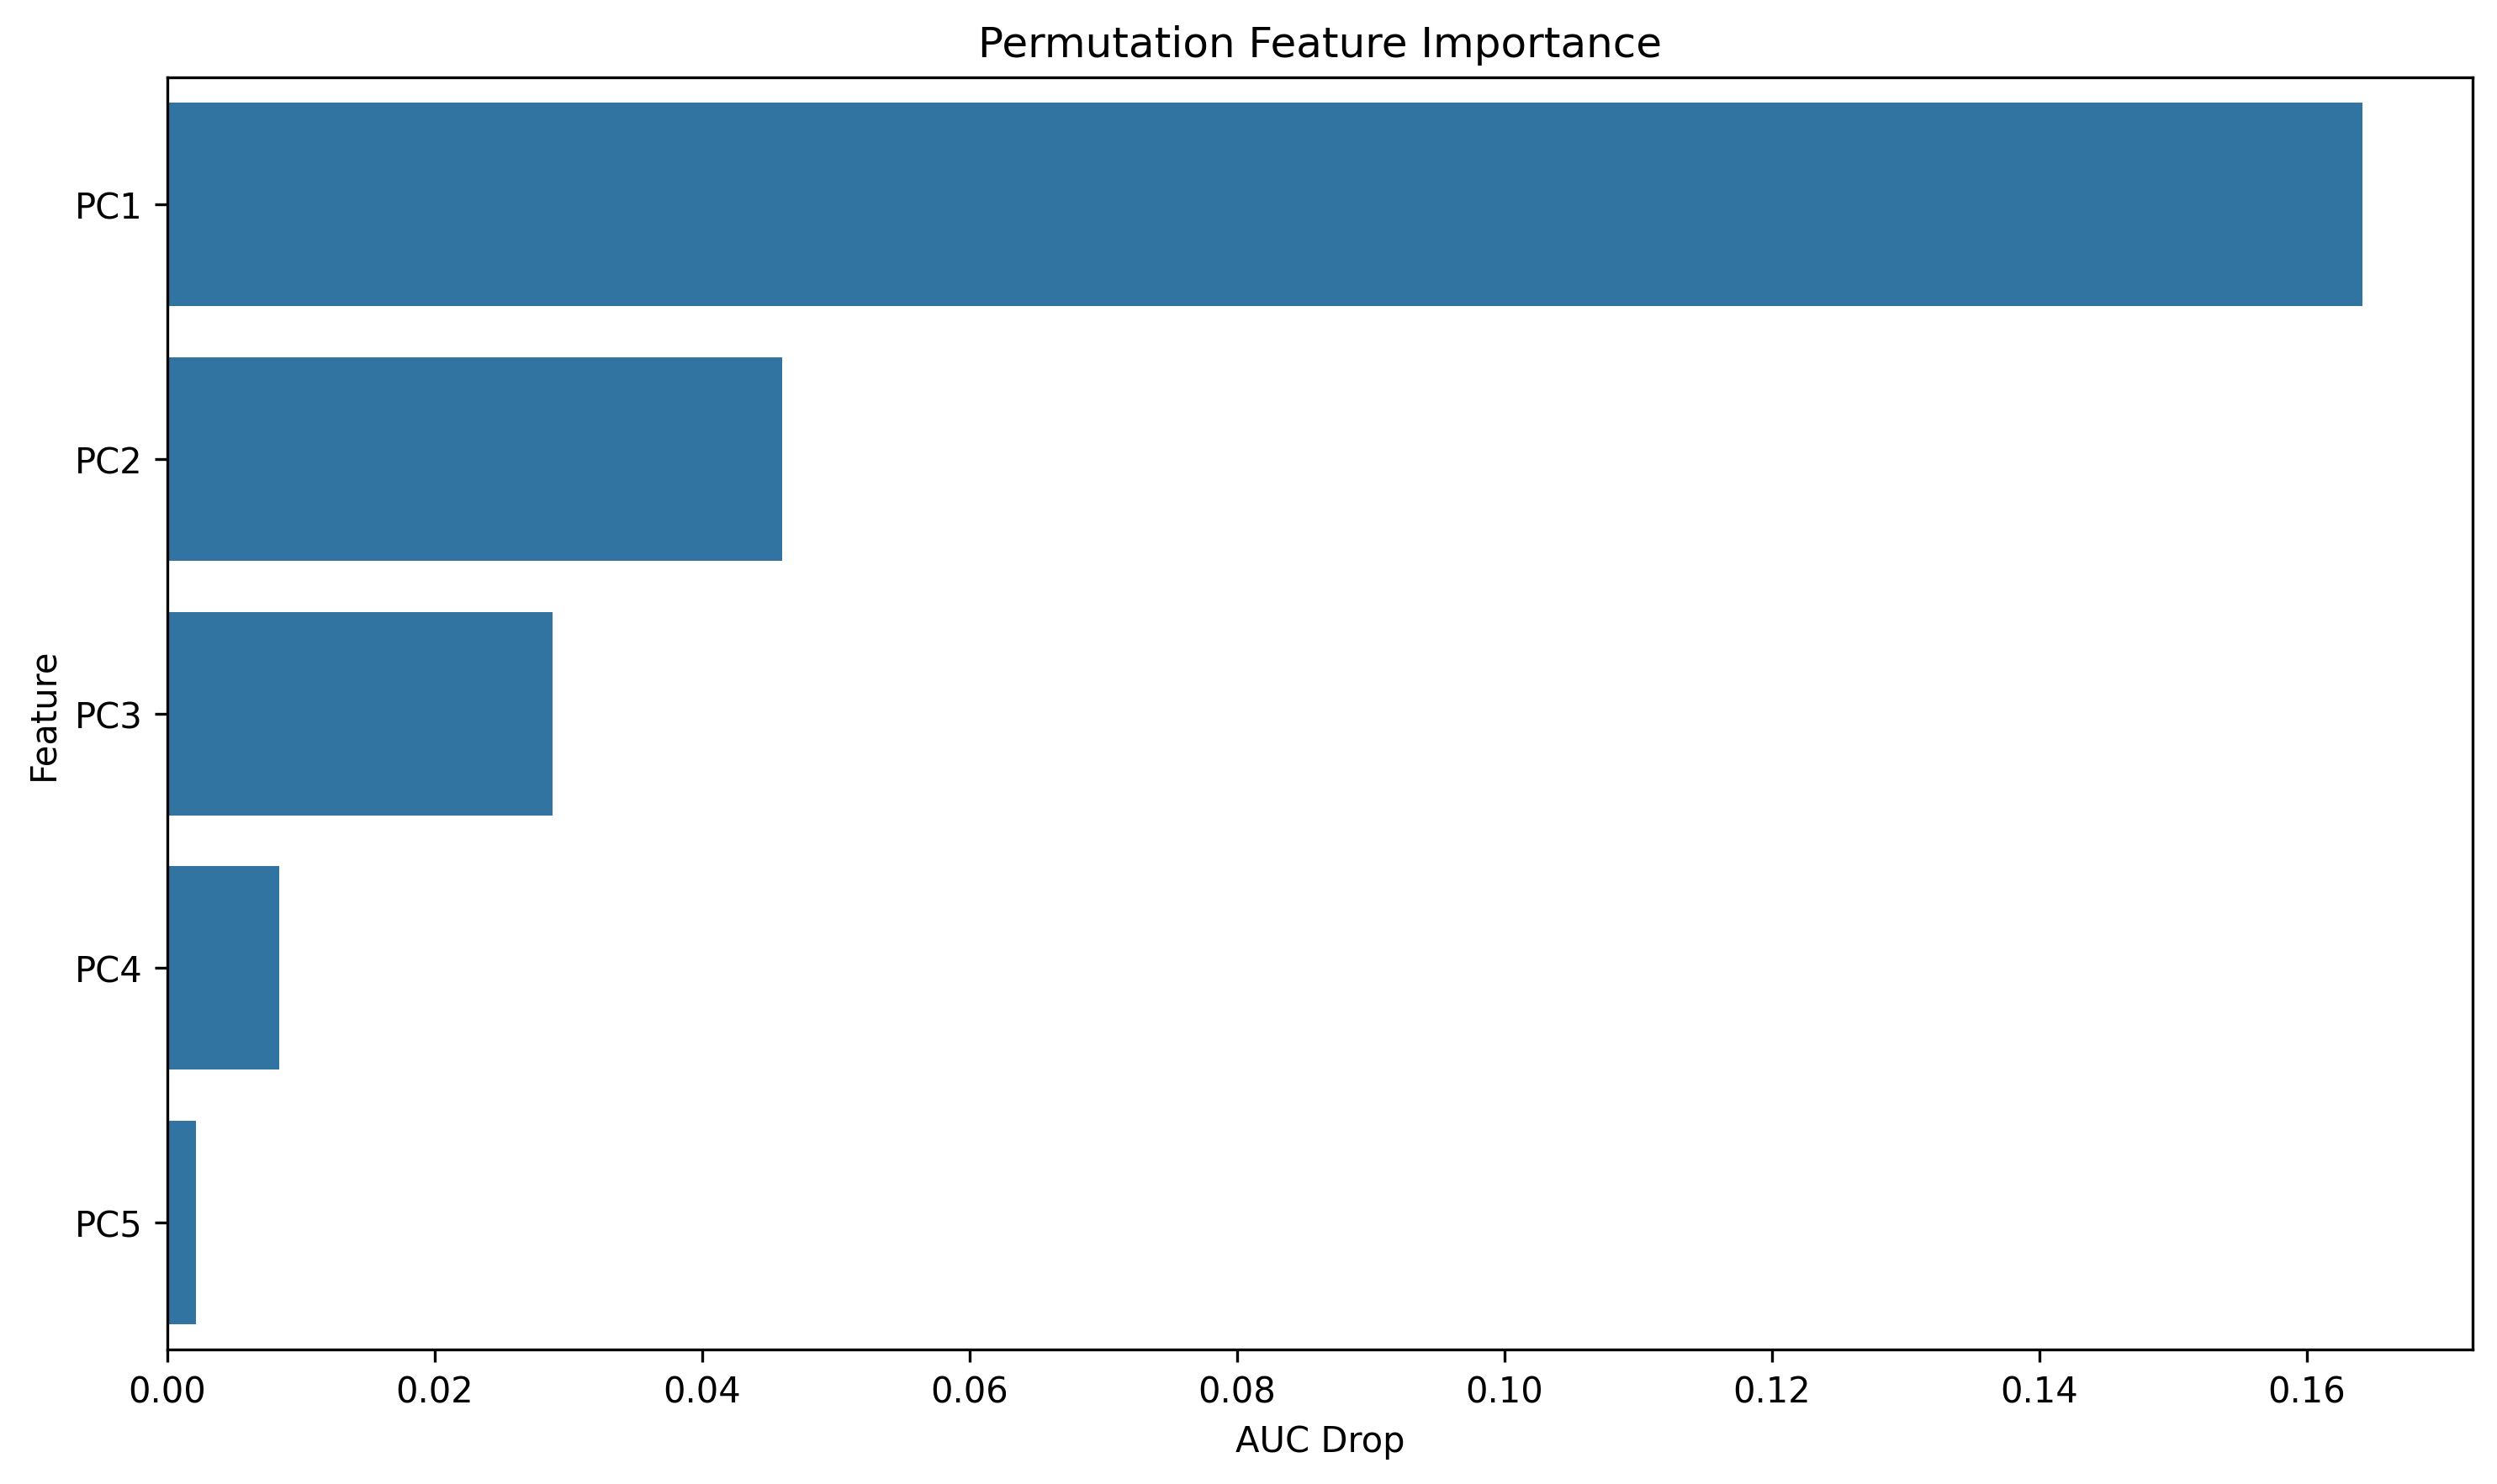 Permutation Feature Importance
Feature
PC1
PC2
PC3
PC4
PC5
0.00 0.02 0.04 0.06 0.08 0.10 0.12 0.14 0.16
AUC Drop